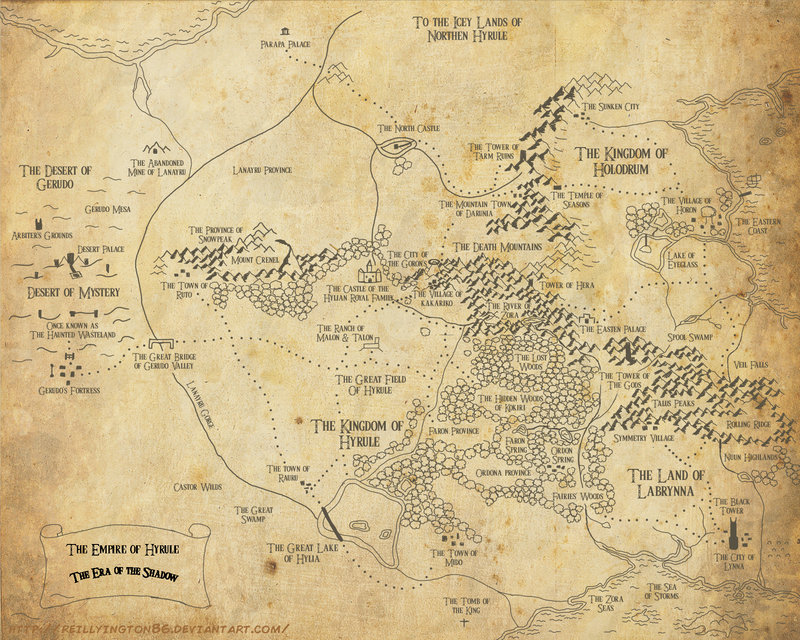 To the Icey Lands of
Northen Hyrule
Parapa Palace
The Sunken City
The North Castle
The Tower of
Tarm Ruins
The Kingdom of
Holodrum
The Abandoned
Mine of Lanayru
Lanayru Province
The Desert of
Gerudo
Gerudo Mesa
The Temple of
Seasons
The Mountain Town
of Darunia
The Village of
Horon
The Eastern
Coast
Arbiter's Grounds
Desert Palace
The Province of
Snowpeak
Mount Crenel
The City of
the Gorons
The Death Mountains
Lake of
Eyeglass
Desert of Mystery
The Town of
Ruto
The Castle of the
Hylian Royal Family
The Village of
Kakariko
Tower of Hera
The River of
Zora
Once known as
The Haunted Wasteland
The Ranch of
Malon & Talon
The Easten Palace
Spool Swamp
The Great Bridge
of Gerudo Valley
The Lost
Woods
Veil Falls
Gerudo's Fortress
The Great Field
of Hyrule
The Tower of
The Gods
Talus Peaks
Lanayru Gorge
The Hidden Woods
of Kokiri
Rolling Ridge
The Kingdom of
Hyrule
Faron Province
Faron
Spring
Ordon
Spring
Symmetry Village
Nuun Highlands
The town of
Rauru
Ordona Province
The Land of
Labrynna
Castor Wilds
Fairies' Woods
The Great
Swamp
The Black
Tower
The Great Lake
of Hylia
The Town of
Mido
The City of
Lynna
The Empire of Hyrule
The Era of the Shadow
The Tomb of
the King
The Zora
Seas
The Sea
of Storms
http://reillyington86.deviantart.com/